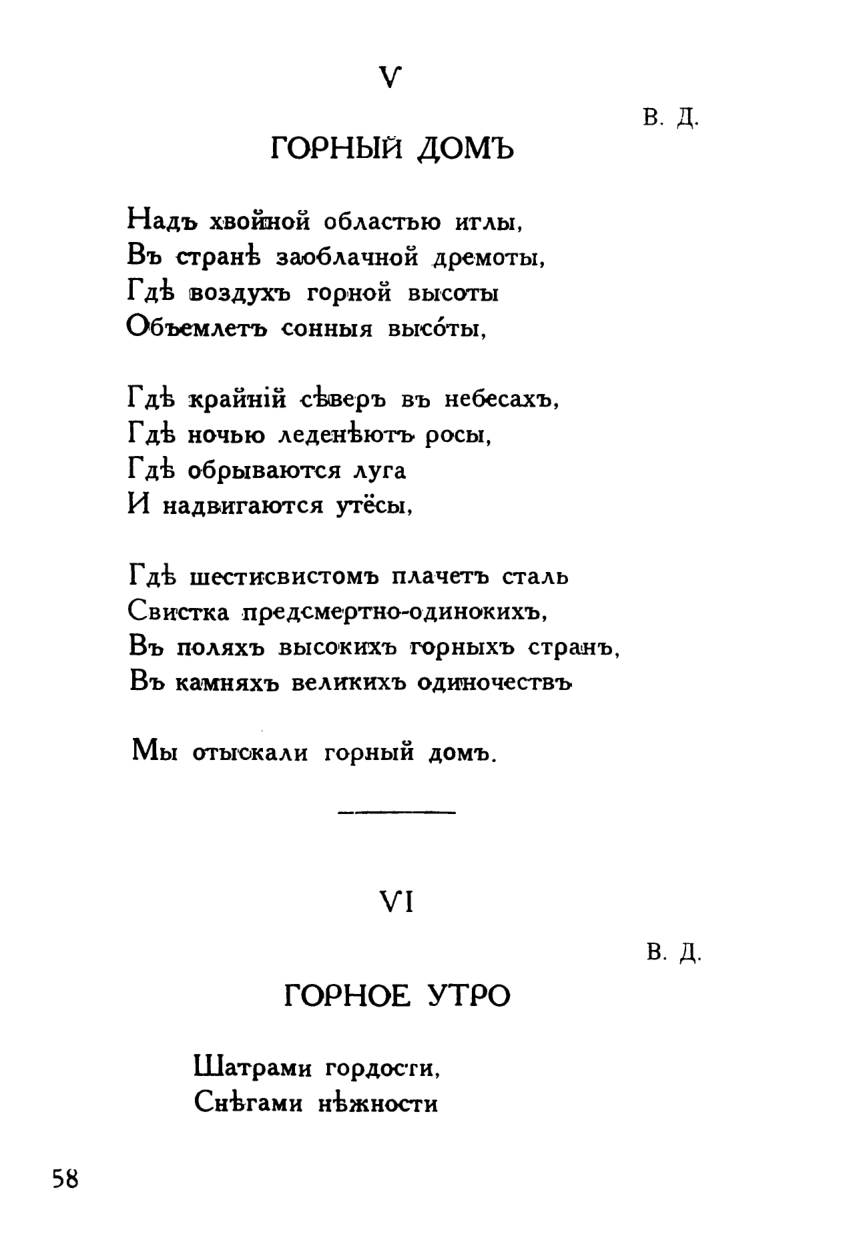 V
В. Д.
ГОРНЫЙ ДОМЪ
Надъ хвойной областью иглы,
Въ странѣ заоблачной дремоты,
Гдѣ воздухъ горной высоты
Объемлетъ сонныя высо́ты,
Гдѣ крайній сѣверъ въ небесахъ,
Гдѣ ночью леденѣютъ росы,
Гдѣ обрываются луга
И надвигаются утёсы,
Гдѣ шестисвистомъ плачетъ сталь
Свистка предсмертно-одинокихъ,
Въ поляхъ высокихъ горныхъ странъ,
Въ камняхъ великихъ одиночествъ
Мы отыскали горный домъ.
VI
В. Д.
ГОРНОЕ УТРО
Шатрами гордости,
Снѣгами нѣжности
58